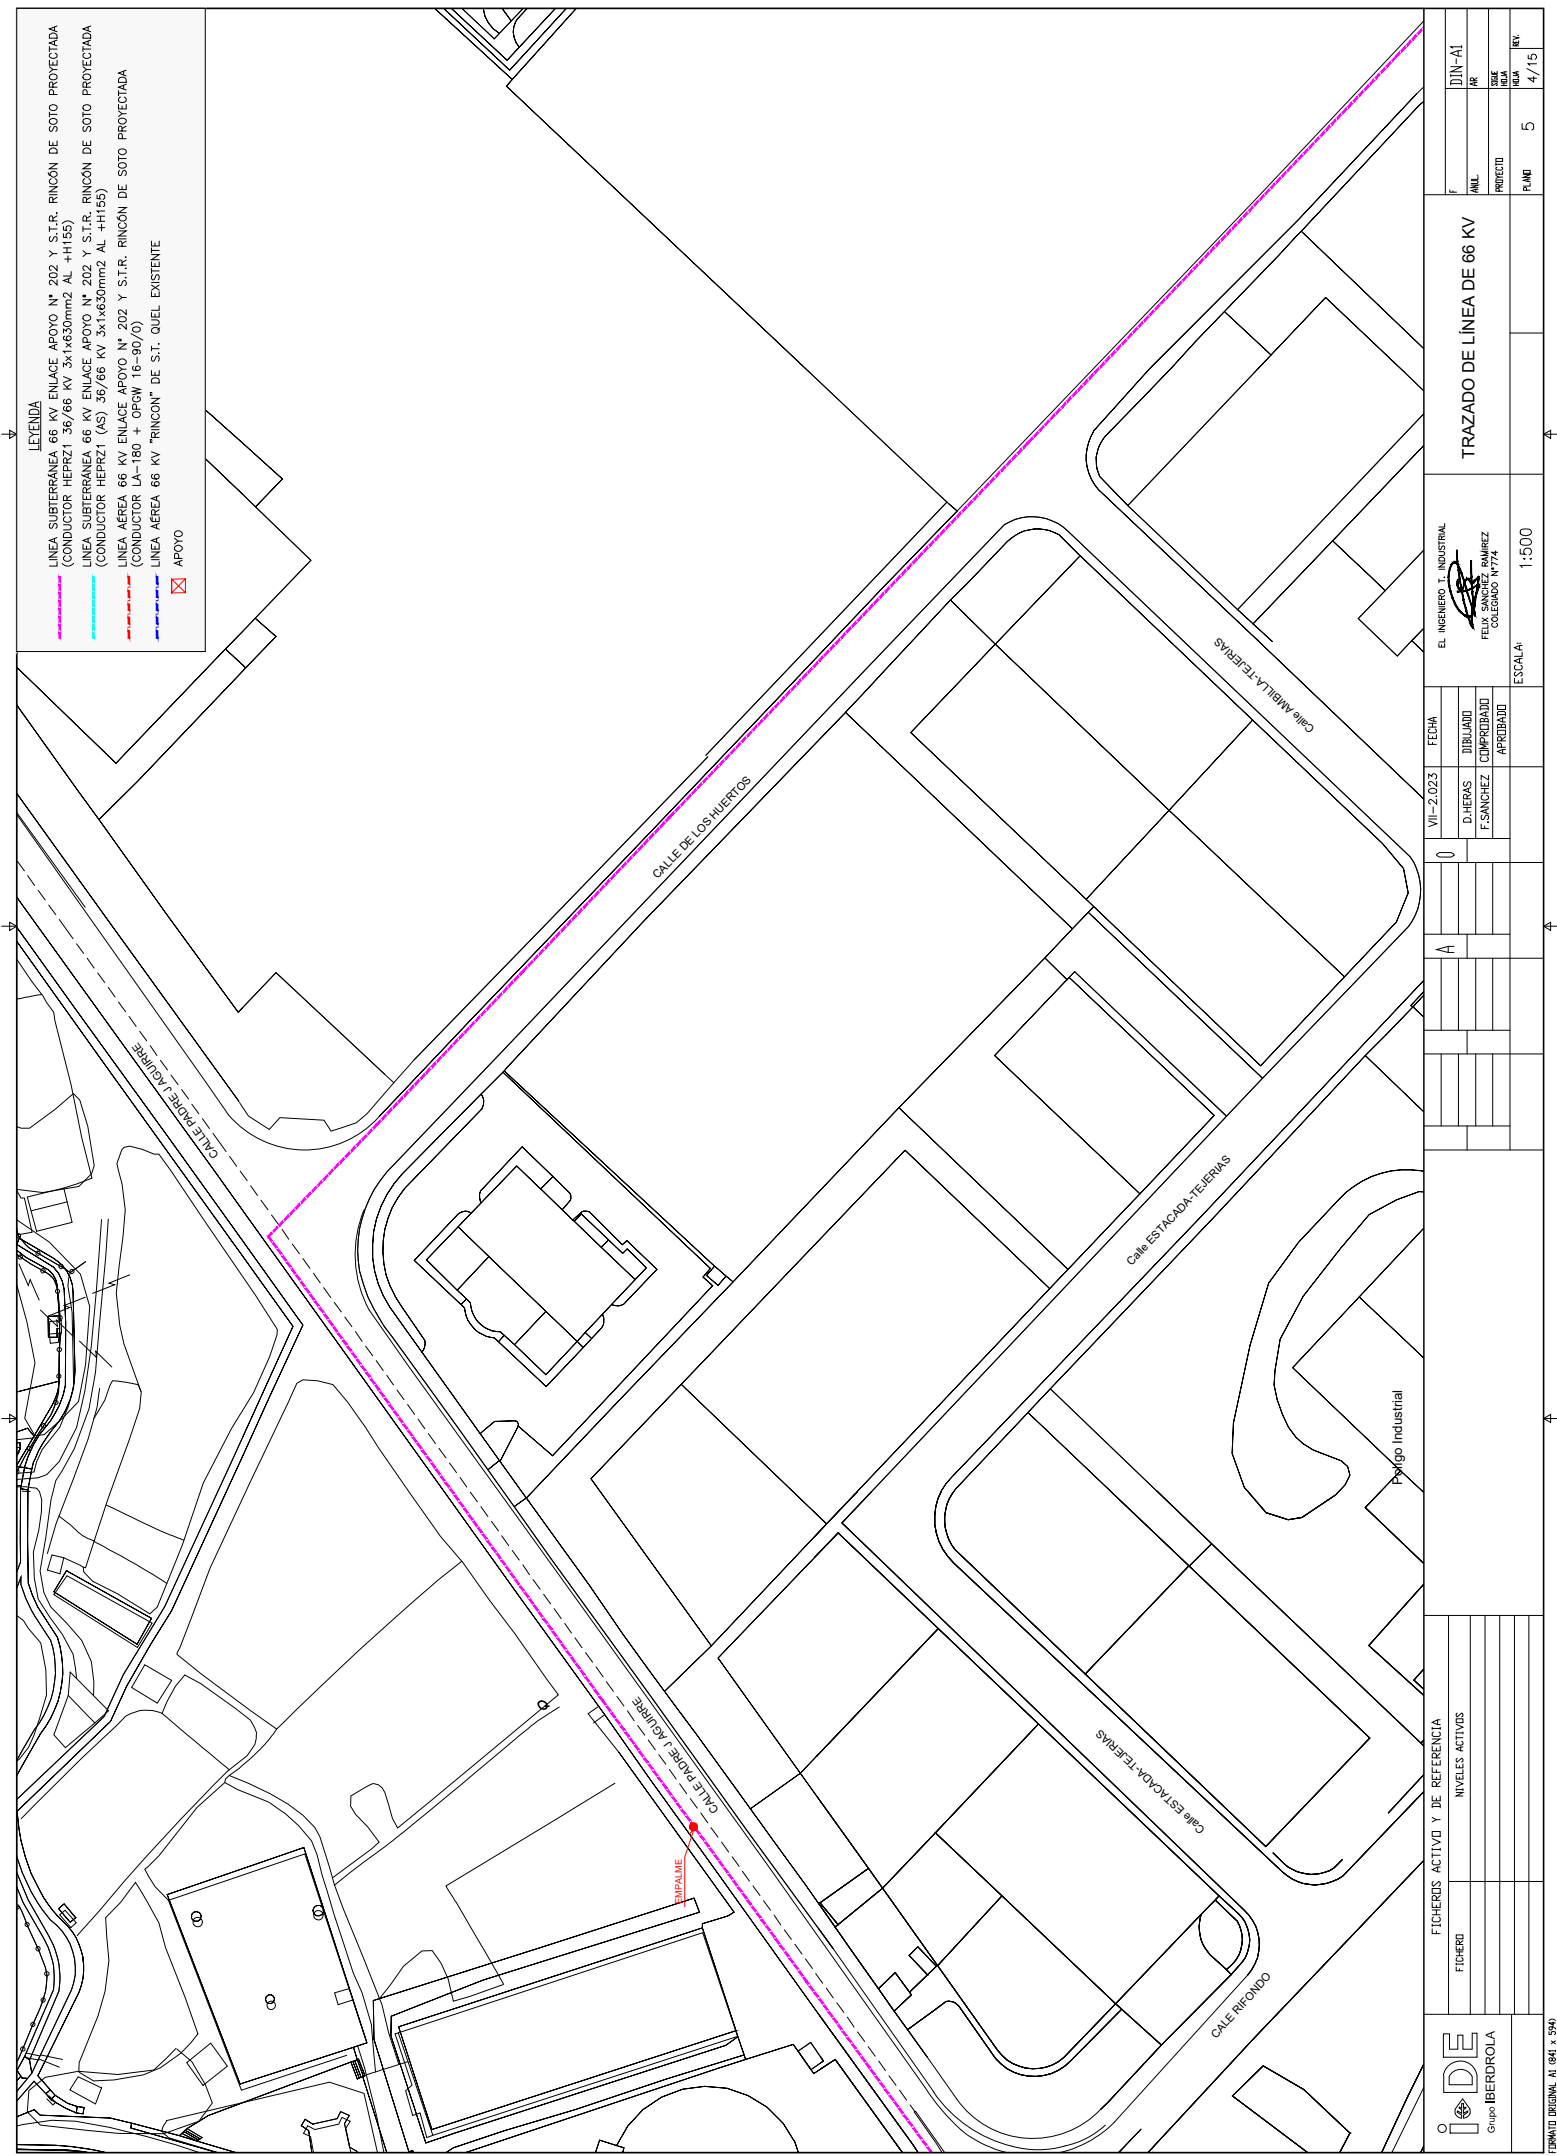 LEYENDA
LINEA SUBTERRÁNEA 66 KV ENLACE APOYO Nº 202 Y S.T.R. RINCÓN DE SOTO PROYECTADA
(CONDUCTOR HEPRZ1 36/66 KV 3x1x630mm2 AL +H155)
LINEA SUBTERRÁNEA 66 KV ENLACE APOYO Nº 202 Y S.T.R. RINCÓN DE SOTO PROYECTADA
(CONDUCTOR HEPRZ1 (AS) 36/66 KV 3x1x630mm2 AL +H155)
LINEA AÉREA 66 KV ENLACE APOYO Nº 202 Y S.T.R. RINCÓN DE SOTO PROYECTADA
(CONDUCTOR LA-180 + OPGW 16-90/0)
LINEA AÉREA 66 KV "RINCON" DE S.T. QUEL EXISTENTE
APOYO
CALLE PADRE J AGUIRRE
CALLE DE LOS HUERTOS
Calle AMBILLA-TEJERIAS
Calle ESTACADA-TEJERIAS
Políigo Industrial
CALLE PADRE J AGUIRRE
EMPALME
Calle ESTACADA-TEJERIAS
CALE RIFONDO
i DE
Grupo IBERDROLA
FICHEROS ACTIVO Y DE REFERENCIA
FICHERO
NIVELES ACTIVOS
A
0
VII-2.023
FECHA
D.HERAS
DIBUJADO
F.SANCHEZ
COMPROBADO
APROBADO
EL INGENIERO T. INDUSTRIAL
FELIX SANCHEZ RAMIREZ
COLEGIADO Nº774
ESCALA:
1:500
TRAZADO DE LÍNEA DE 66 KV
F
DIN-A1
ANUL.
AR
PROYECTO
SIGUE
HOJA
PLANO
5
HOJA
4/15
REV.
FORMATO ORIGINAL A1 (841 x 594)